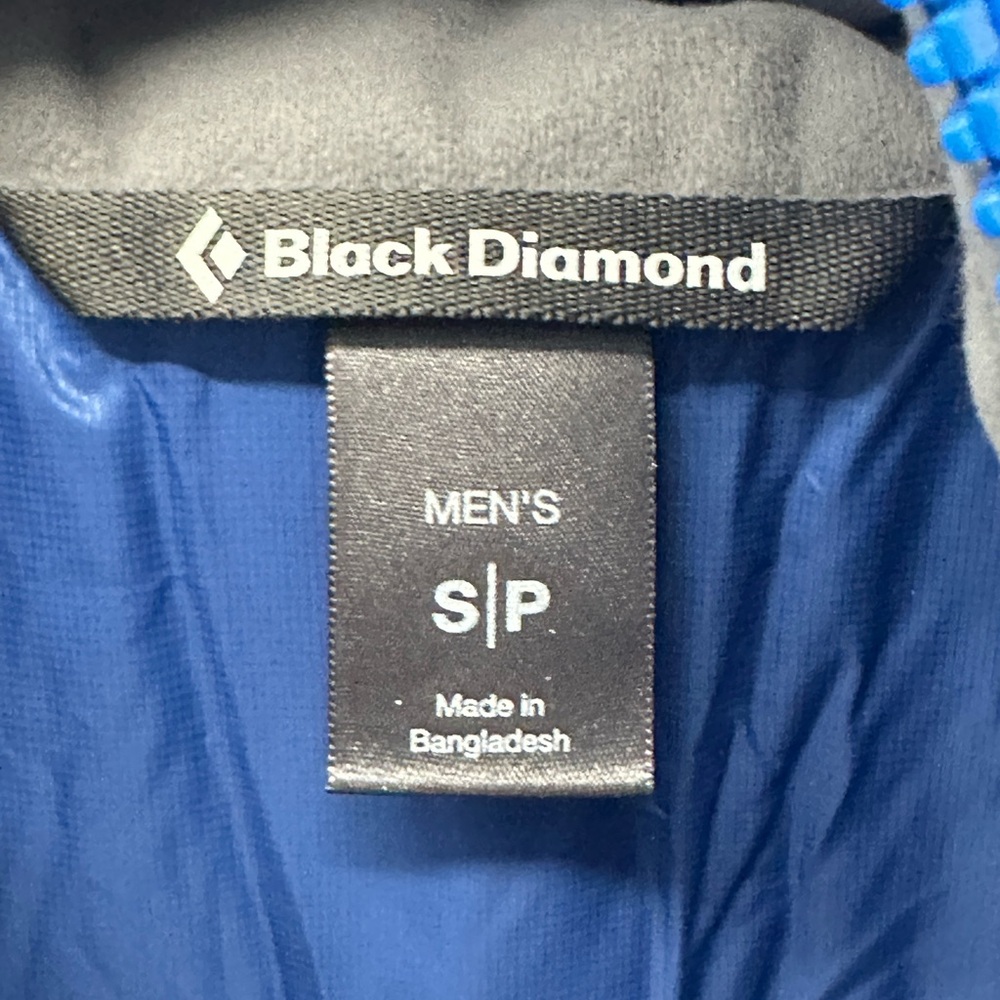 Black Diamond
MEN'S
S|P
Made in
Bangladesh